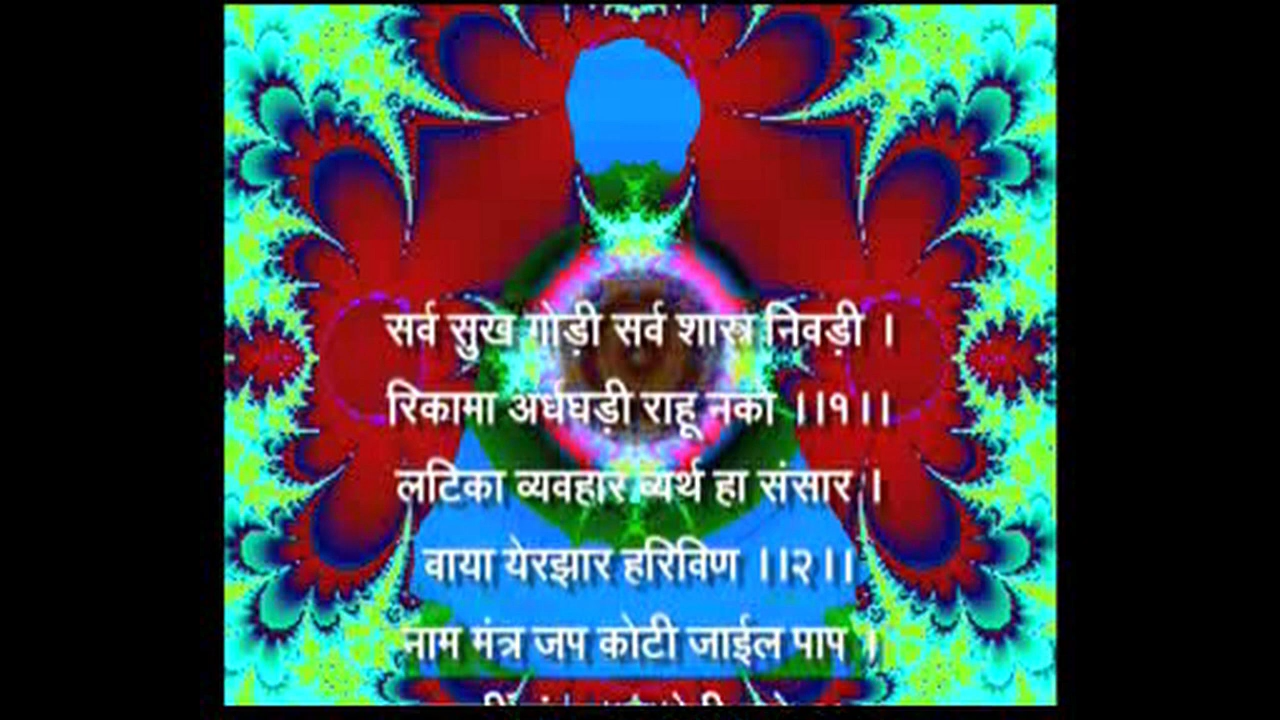 सर्व सुख गोडी सर्व शास्त्र निवडी ।
रिकामा अर्धघडी राहू नको ।।१।।
लटिका व्यवहार व्यर्थ हा संसार ।
वाया येरझार हरिविण ।।२।।
नाम मंत्र जप कोटी जाईल पाप ।